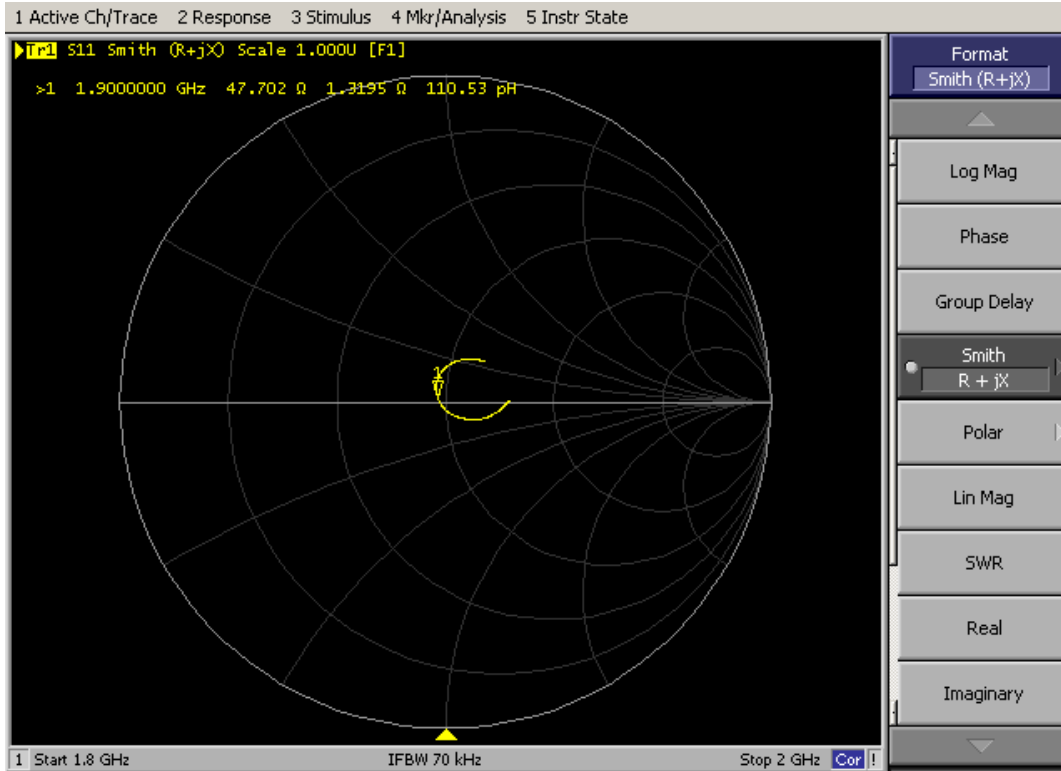 1 Active Ch/Trace 2 Response 3 Stimulus 4 Mkr/Analysis 5 Instr State
Tr1 S11 Smith (R+jX) Scale 1.000U [F1]
>1 1.9000000 GHz 47.702 Ω 1.3195 Ω 110.53 pH
1
Format
Smith (R+jX)
Log Mag
Phase
Group Delay
Smith
R + jX
Polar
Lin Mag
SWR
Real
Imaginary
1 Start 1.8 GHz IFBW 70 kHz Stop 2 GHz Cor !